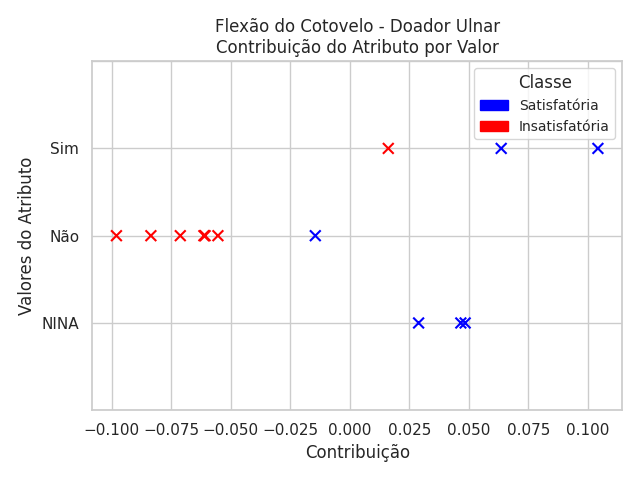 Flexão do Cotovelo - Doador Ulnar
Contribuição do Atributo por Valor
Classe
Satisfatória
Insatisfatória
Valores do Atributo
Sim
Não
NINA
−0.100 −0.075 −0.050 −0.025 0.000 0.025 0.050 0.075 0.100
Contribuição